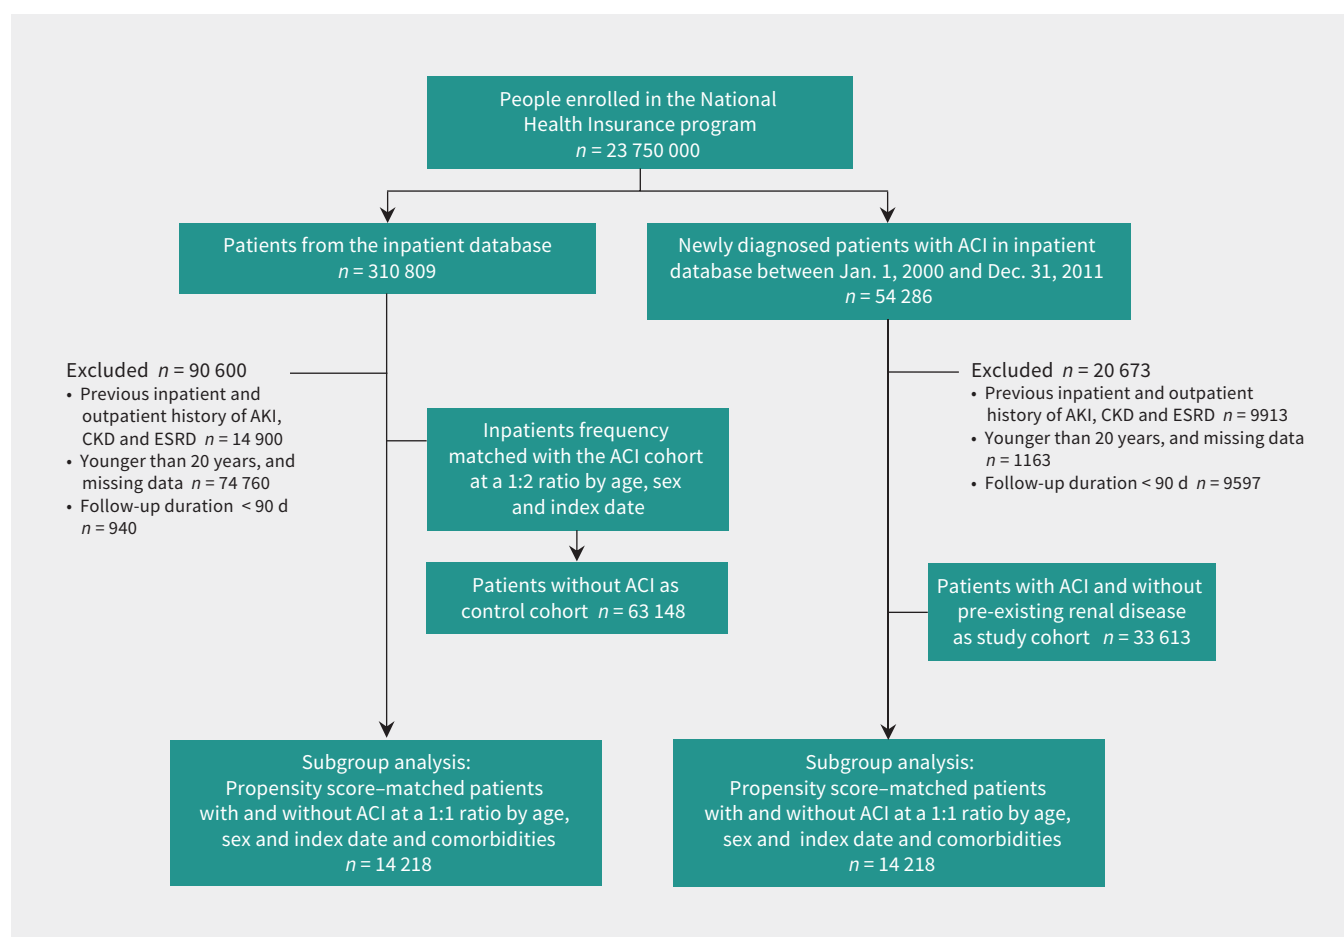 People enrolled in the National
Health Insurance program
n = 23 750 000
Patients from the inpatient database
n = 310 809
Newly diagnosed patients with ACI in inpatient
database between Jan. 1, 2000 and Dec. 31, 2011
n = 54 286
Excluded n = 90 600
• Previous inpatient and
outpatient history of AKI,
CKD and ESRD n = 14 900
• Younger than 20 years, and
missing data n = 74 760
• Follow-up duration < 90 d
n = 940
Excluded n = 20 673
• Previous inpatient and outpatient
history of AKI, CKD and ESRD n = 9913
• Younger than 20 years, and missing data
n = 1163
• Follow-up duration < 90 d n = 9597
Inpatients frequency
matched with the ACI cohort
at a 1:2 ratio by age, sex
and index date
Patients without ACI as
control cohort n = 63 148
Patients with ACI and without
pre-existing renal disease
as study cohort n = 33 613
Subgroup analysis:
Propensity score–matched patients
with and without ACI at a 1:1 ratio by age,
sex and index date and comorbidities
n = 14 218
Subgroup analysis:
Propensity score–matched patients
with and without ACI at a 1:1 ratio by age,
sex and index date and comorbidities
n = 14 218